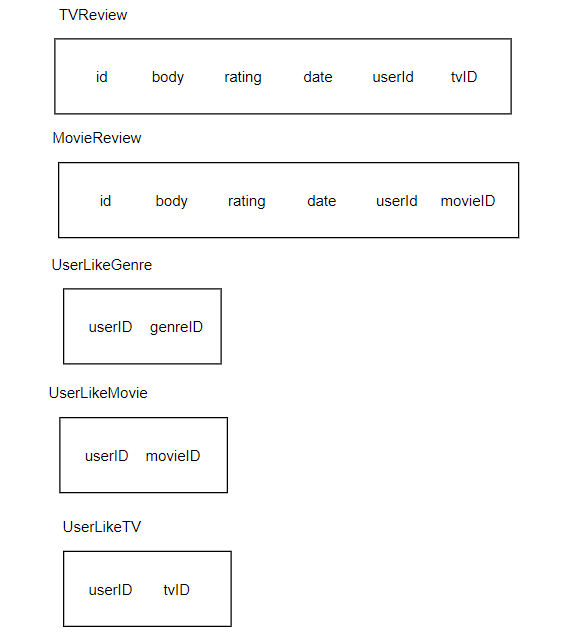 TVReview
id body rating date userId tvID
MovieReview
id body rating date userId movieID
UserLikeGenre
userID genreID
UserLikeMovie
userID movieID
UserLikeTV
userID tvID